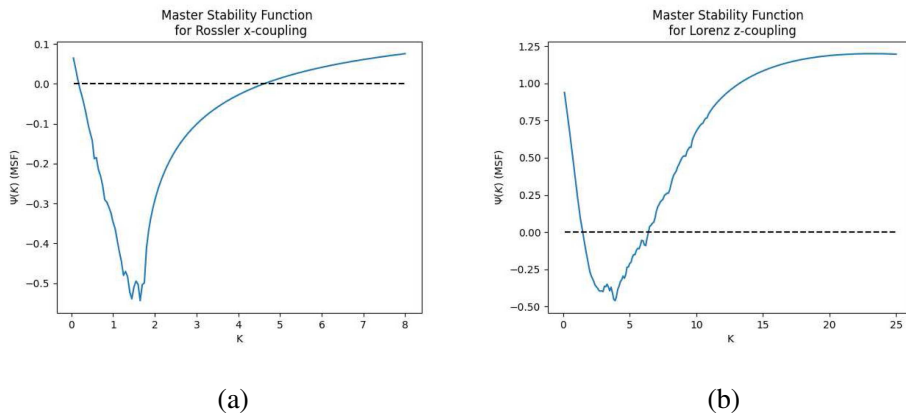 Master Stability Function
for Rossler x-coupling
0.1
0.0
−0.1
−0.2
−0.3
−0.4
−0.5
Ψ(K) (MSF)
0 1 2 3 4 5 6 7 8
K
(a)
Master Stability Function
for Lorenz z-coupling
1.25
1.00
0.75
0.50
0.25
0.00
−0.25
−0.50
Ψ(K) (MSF)
0 5 10 15 20 25
K
(b)